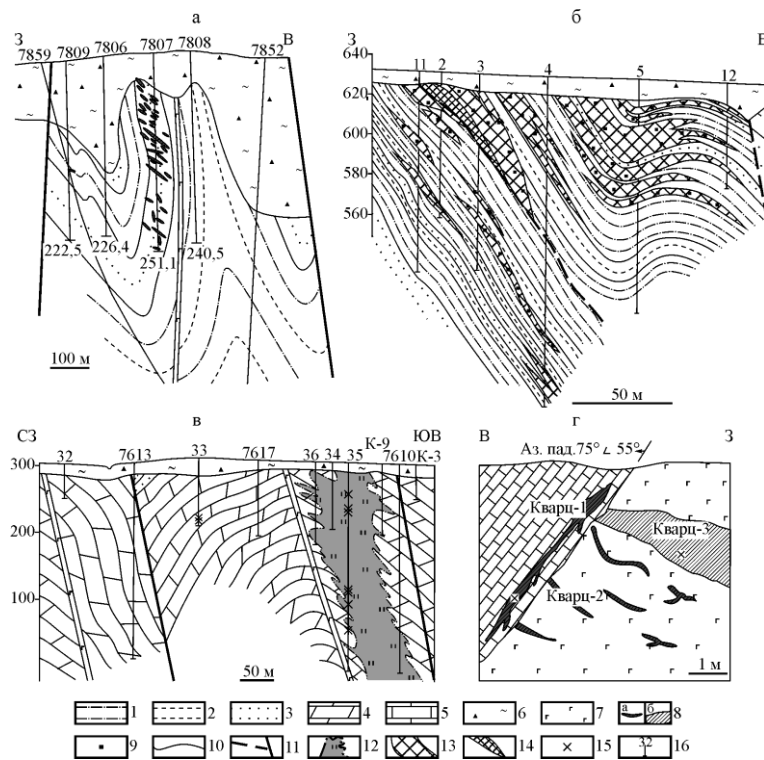 а
З В
7859 7809 7806 7807 7808 7852
222,5 226,4 251,1 240,5
100 м
б
З В
640
620
600
580
560
11 2 3 4 5 12
50 м
в
СЗ ЮВ
32 7613 33 7617 36 34 35 К-9 7610 К-3
300
200
100
50 м
г
В З
Аз. пад.75° ∠ 55°
Кварц-1
Кварц-3
Кварц-2
1 м
1 2 3 4 5 6 7 а б 8
9 10 11 12 13 14 15 32 16